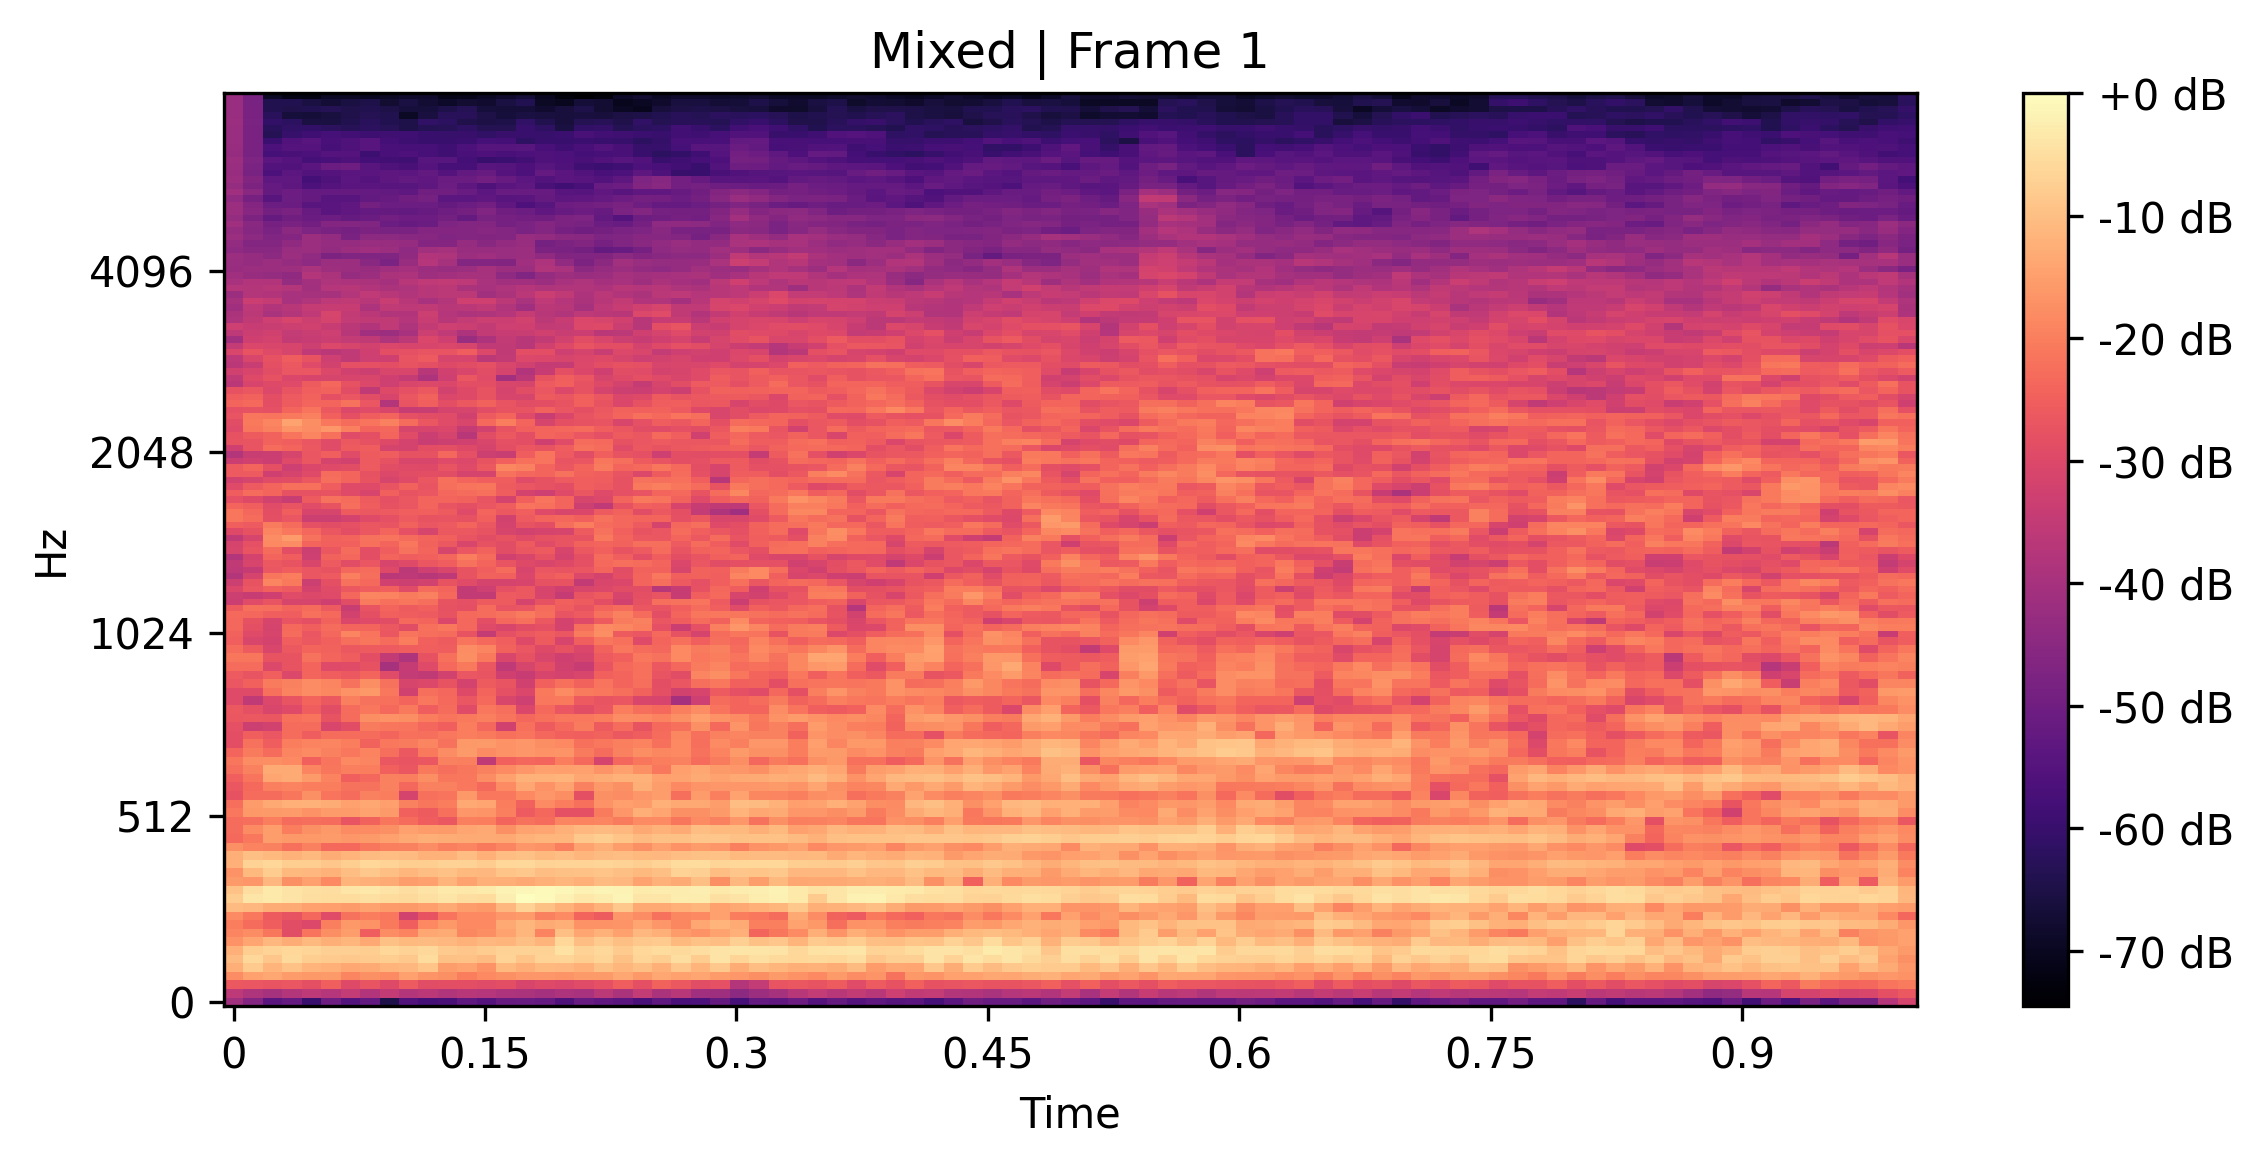 Mixed | Frame 1
+0 dB
-10 dB
-20 dB
-30 dB
-40 dB
-50 dB
-60 dB
-70 dB
Hz
4096
2048
1024
512
0
0 0.15 0.3 0.45 0.6 0.75 0.9
Time